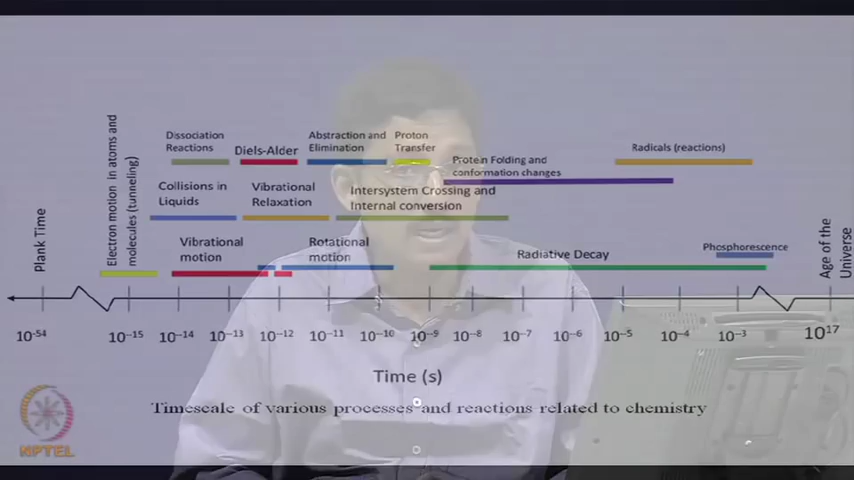 Dissociation
Reactions
Diels-Alder
Abstraction and
Elimination
Proton
Transfer
Protein Folding and
conformation changes
Radicals (reactions)
Collisions in
Liquids
Vibrational
Relaxation
Intersystem Crossing and
Internal conversion
Plank Time
Electron motion in atoms and
molecules (tunneling)
Vibrational
motion
Rotational
motion
Radiative Decay
Phosphorescence
Age of the
Universe
10-54 10-15 10-14 10-13 10-12 10-11 10-10 10-9 10-8 10-7 10-6 10-5 10-4 10-3 1017
Time (s)
Timescale of various processes and reactions related to chemistry
NPTEL